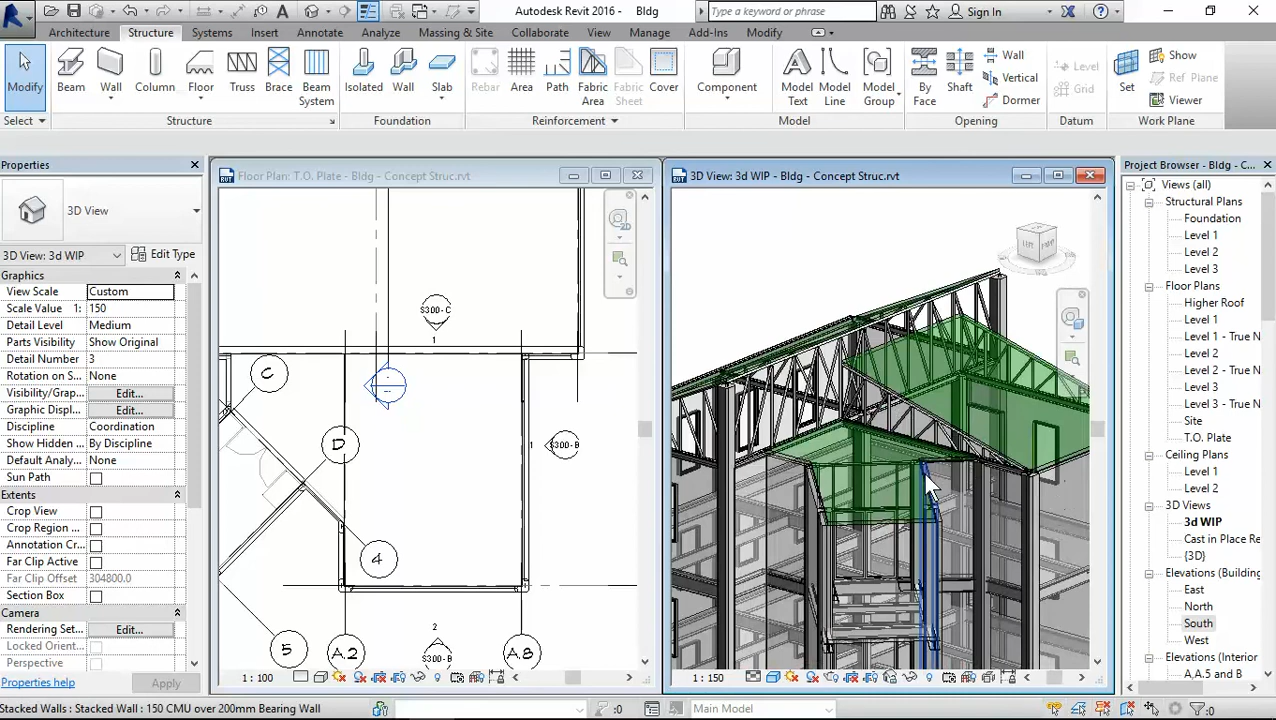 Autodesk Revit 2016 - Bldg
Type a keyword or phrase
Sign In
Architecture Structure Systems Insert Annotate Analyze Massing & Site Collaborate View Manage Add-Ins Modify
Modify Beam Wall Column Floor Truss Brace Beam System Isolated Wall Slab Rebar Area Path Fabric Area Fabric Sheet Cover Component Model Text Model Line Model Group By Face Shaft Wall Vertical Dormer Level Grid Set Show Ref Plane Viewer
Select Structure Foundation Reinforcement Model Opening Datum Work Plane
Properties
3D View
3D View: 3d WIP Edit Type
Graphics
View Scale Custom
Scale Value 1: 150
Detail Level Medium
Parts Visibility Show Original
Detail Number 3
Rotation on S... None
Visibility/Grap... Edit...
Graphic Displ... Edit...
Discipline Coordination
Show Hidden ... By Discipline
Default Analy... None
Sun Path
Extents
Crop View
Crop Region ...
Annotation Cr...
Far Clip Active
Far Clip Offset 304800.0
Section Box
Camera
Rendering Set... Edit...
Locked Orient...
Perspective
Properties help Apply
Floor Plan: T.O. Plate - Bldg - Concept Struc.rvt
2D
S300-C
1
C
D
1 S300-B
4
2
5 A.2 S300-B A.8
1 : 100
3D View: 3d WIP - Bldg - Concept Struc.rvt
LEFT
1 : 150
Project Browser - Bldg - C...
Views (all)
Structural Plans
Foundation
Level 1
Level 2
Level 3
Floor Plans
Higher Roof
Level 1
Level 1 - True N
Level 2
Level 2 - True N
Level 3
Level 3 - True N
Site
T.O. Plate
Ceiling Plans
Level 1
Level 2
3D Views
3d WIP
Cast in Place Re
{3D}
Elevations (Building
East
North
South
West
Elevations (Interior
A,A.5 and B
Stacked Walls : Stacked Wall : 150 CMU over 200mm Bearing Wall
:0
Main Model
:0